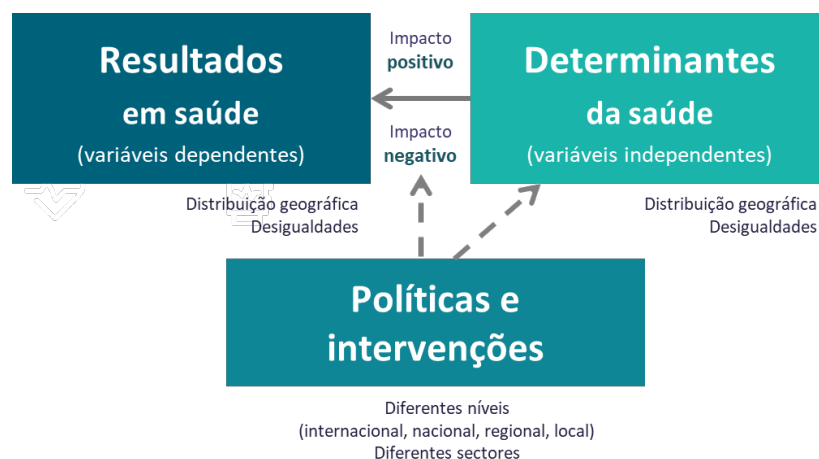 Resultados
em saúde
(variáveis dependentes)
Impacto
positivo
Impacto
negativo
Determinantes
da saúde
(variáveis independentes)
Distribuição geográfica
Desigualdades
Distribuição geográfica
Desigualdades
Políticas e
intervenções
Diferentes níveis
(internacional, nacional, regional, local)
Diferentes sectores